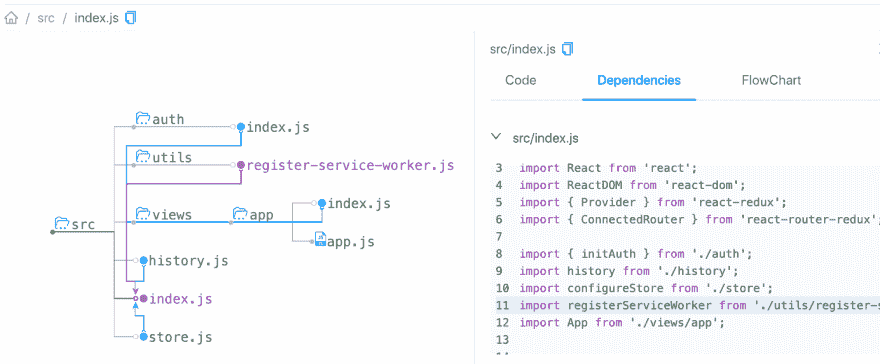 / src / index.js
auth
index.js
utils
register-service-worker.js
views
app
index.js
app.js
src
history.js
index.js
store.js
src/index.js
Code Dependencies FlowChart
src/index.js
3 import React from 'react';
4 import ReactDOM from 'react-dom';
5 import { Provider } from 'react-redux';
6 import { ConnectedRouter } from 'react-router-redux';
7
8 import { initAuth } from './auth';
9 import history from './history';
10 import configureStore from './store';
11 import registerServiceWorker from './utils/register-s
12 import App from './views/app';
13